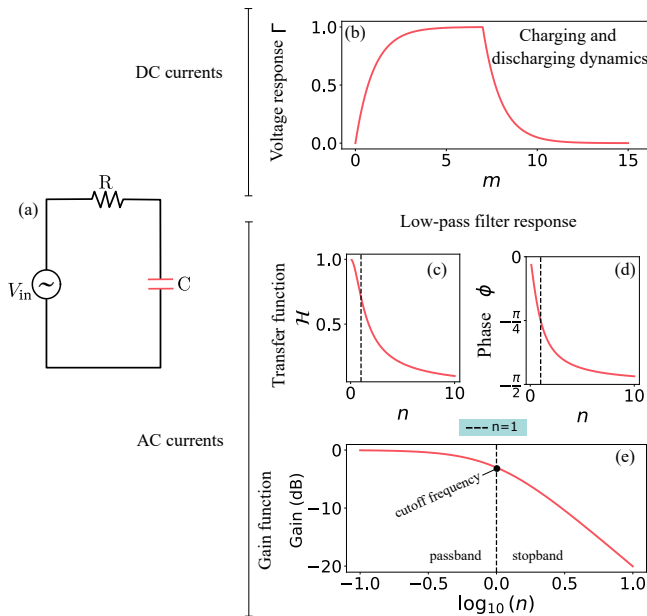 DC currents
Voltage response Γ
(b)
Charging and
discharging dynamics
1.0
0.5
0.0
0 5 10 15
m
(a)
R
V_in
~
C
Low-pass filter response
AC currents
Transfer function
ℋ
(c)
1.0
0.5
0 10
n
Phase ϕ
(d)
0
−π/4
−π/2
0 10
n
n=1
Gain function
Gain (dB)
(e)
0
−10
−20
cutoff frequency
passband stopband
−1.0 −0.5 0.0 0.5 1.0
log₁₀ (n)